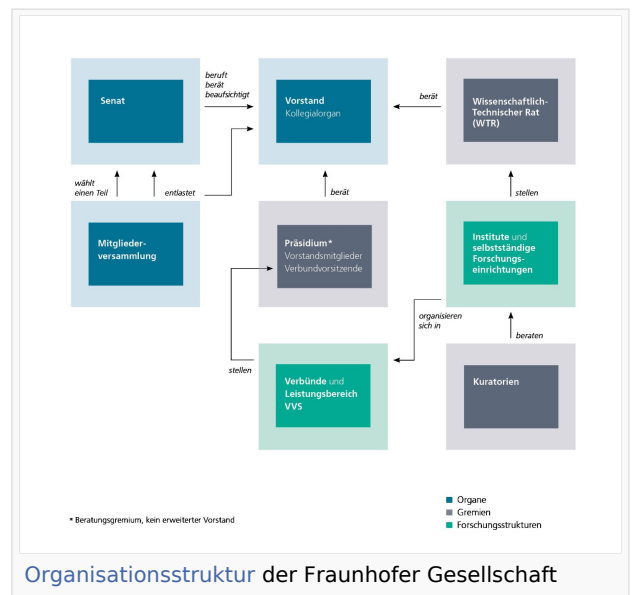 Senat
beruft
berät
beaufsichtigt
Vorstand
Kollegialorgan
berät
Wissenschaftlich-
Technischer Rat
(WTR)
wählt
einen Teil
entlastet
berät
stellen
Mitglieder-
versammlung
Präsidium*
Vorstandsmitglieder
Verbundvorsitzende
Institute und
selbstständige
Forschungs-
einrichtungen
organisieren
sich in
beraten
stellen
Verbünde und
Leistungsbereich
VVS
Kuratorien
* Beratungsgremium, kein erweiterter Vorstand
Organe
Gremien
Forschungsstrukturen
Organisationsstruktur der Fraunhofer Gesellschaft